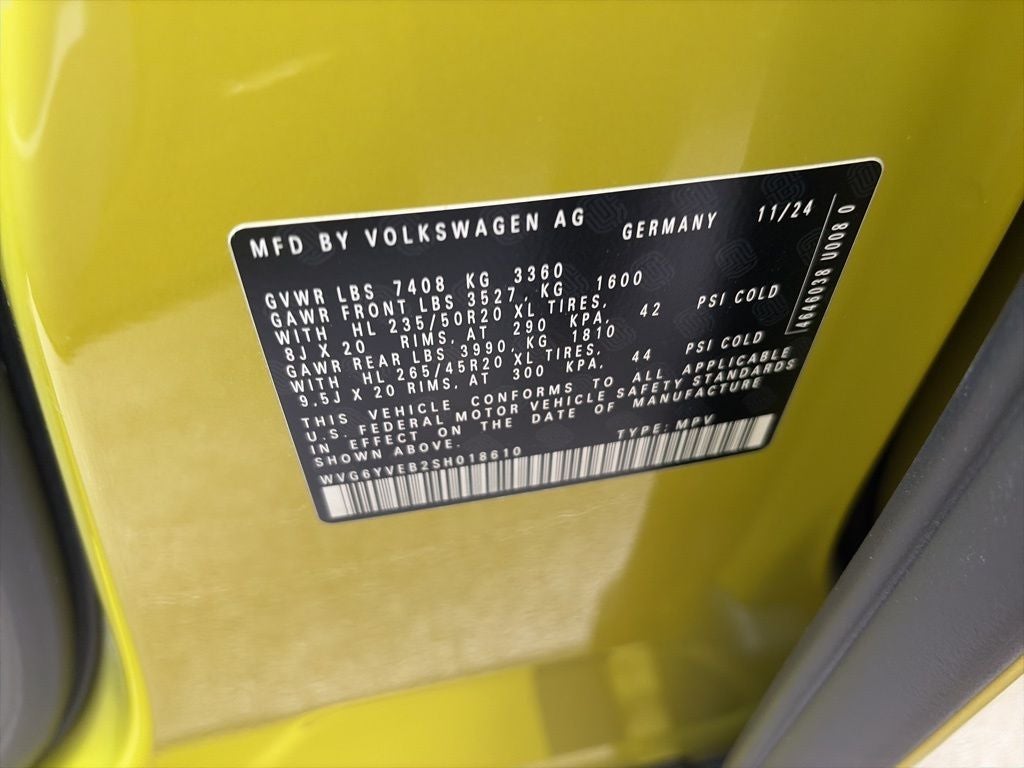 MFD BY VOLKSWAGEN AG GERMANY 11/24
GVWR LBS 7408 KG 3360
GAWR FRONT LBS 3527, KG 1600
WITH HL 235/50R20 XL TIRES,
8J X 20 RIMS, AT 290 KPA, 42 PSI COLD
GAWR REAR LBS 3990, KG 1810
WITH HL 265/45R20 XL TIRES,
9,5J X 20 RIMS, AT 300 KPA, 44 PSI COLD
THIS VEHICLE CONFORMS TO ALL APPLICABLE
U.S. FEDERAL MOTOR VEHICLE SAFETY STANDARDS
IN EFFECT ON THE DATE OF MANUFACTURE
SHOWN ABOVE.
WVG6YVEB2SH018610 TYPE: MPV
4646038 U008 0